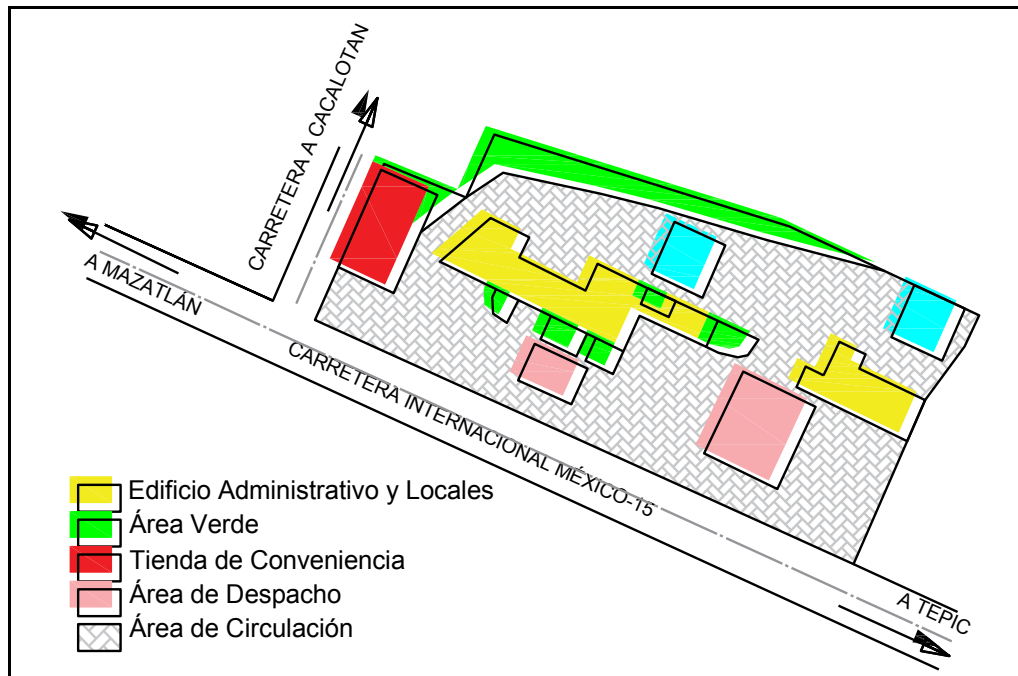 CARRETERA A CACALOTAN
A MAZATLÁN
CARRETERA INTERNACIONAL MÉXICO-15
A TEPIC
Edificio Administrativo y Locales
Área Verde
Tienda de Conveniencia
Área de Despacho
Área de Circulación